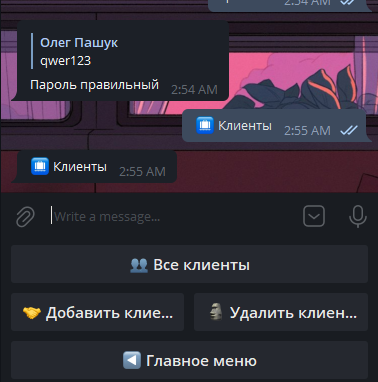 2:54 AM
Олег Пашук
qwer123
Пароль правильный 2:54 AM
Клиенты 2:55 AM
Клиенты 2:55 AM
Write a message...
Все клиенты
Добавить клие...
Удалить клиен...
Главное меню